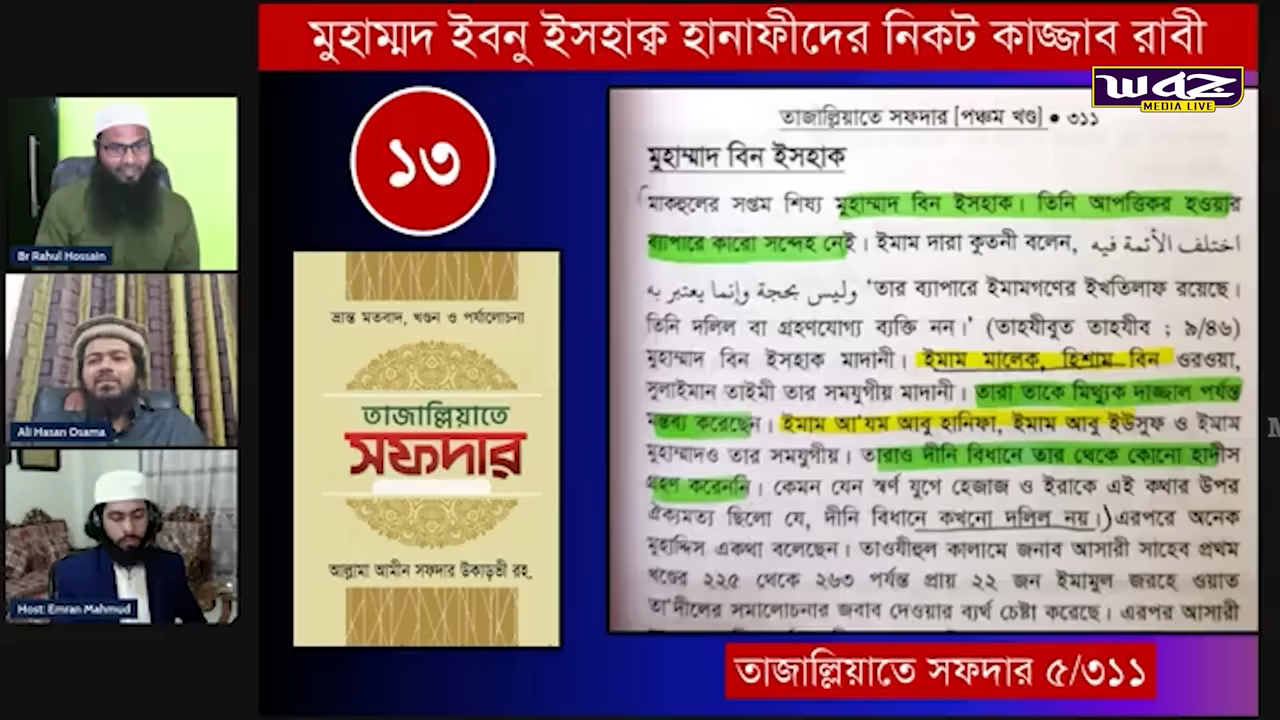 মুহাম্মদ ইবনু ইসহাক্ব হানাফীদের নিকট কাজ্জাব রাবী
waz
MEDIA LIVE
১৩
Br Rahul Hossain
Ali Hasan Osama
Host: Emran Mahmud
ভ্রান্ত মতবাদ, খণ্ডন ও পর্যালোচনা
তাজাল্লিয়াতে
সফদার
আল্লামা আমীন সফদার উকাড়ভী রহ.
তাজাল্লিয়াতে সফদার [পঞ্চম খণ্ড] ● ৩১১
মুহাম্মাদ বিন ইসহাক
মাকহুলের সপ্তম শিষ্য মুহাম্মাদ বিন ইসহাক। তিনি আপত্তিকর হওয়ার
ব্যাপারে কারো সন্দেহ নেই। ইমাম দারা কুতনী বলেন, اختلف الأئمة فيه
وليس بحجة وإنما يعتبر به ‘তার ব্যাপারে ইমামগণের ইখতিলাফ রয়েছে।
তিনি দলিল বা গ্রহণযোগ্য ব্যক্তি নন।’ (তাহযীবুত তাহযীব : ৯/৪৬)
মুহাম্মাদ বিন ইসহাক মাদানী। ইমাম মালেক, হিশাম বিন ওরওয়া,
সুলাইমান তাইমী তার সমযুগীয় মাদানী। তারা তাকে মিথ্যুক দাজ্জাল পর্যন্ত
মন্তব্য করেছেন। ইমাম আ'যম আবু হানিফা, ইমাম আবু ইউসুফ ও ইমাম
মুহাম্মাদও তার সমযুগীয়। তারাও দীনি বিধানে তার থেকে কোনো হাদীস
গ্রহণ করেননি। কেমন যেন স্বর্ণ যুগে হেজাজ ও ইরাকে এই কথার উপর
ঐক্যমত্য ছিলো যে, দীনি বিধানে কখনো দলিল নয়।) এরপরে অনেক
মুহাদ্দিস একথা বলেছেন। তাওযীহুল কালামে জনাব আসারী সাহেব প্রথম
খণ্ডের ২২৫ থেকে ২৬৩ পর্যন্ত প্রায় ২২ জন ইমামুল জরহে ওয়াত
তা'দীলের সমালোচনার জবাব দেওয়ার ব্যর্থ চেষ্টা করেছে। এরপর আসারী
তাজাল্লিয়াতে সফদার ৫/৩১১